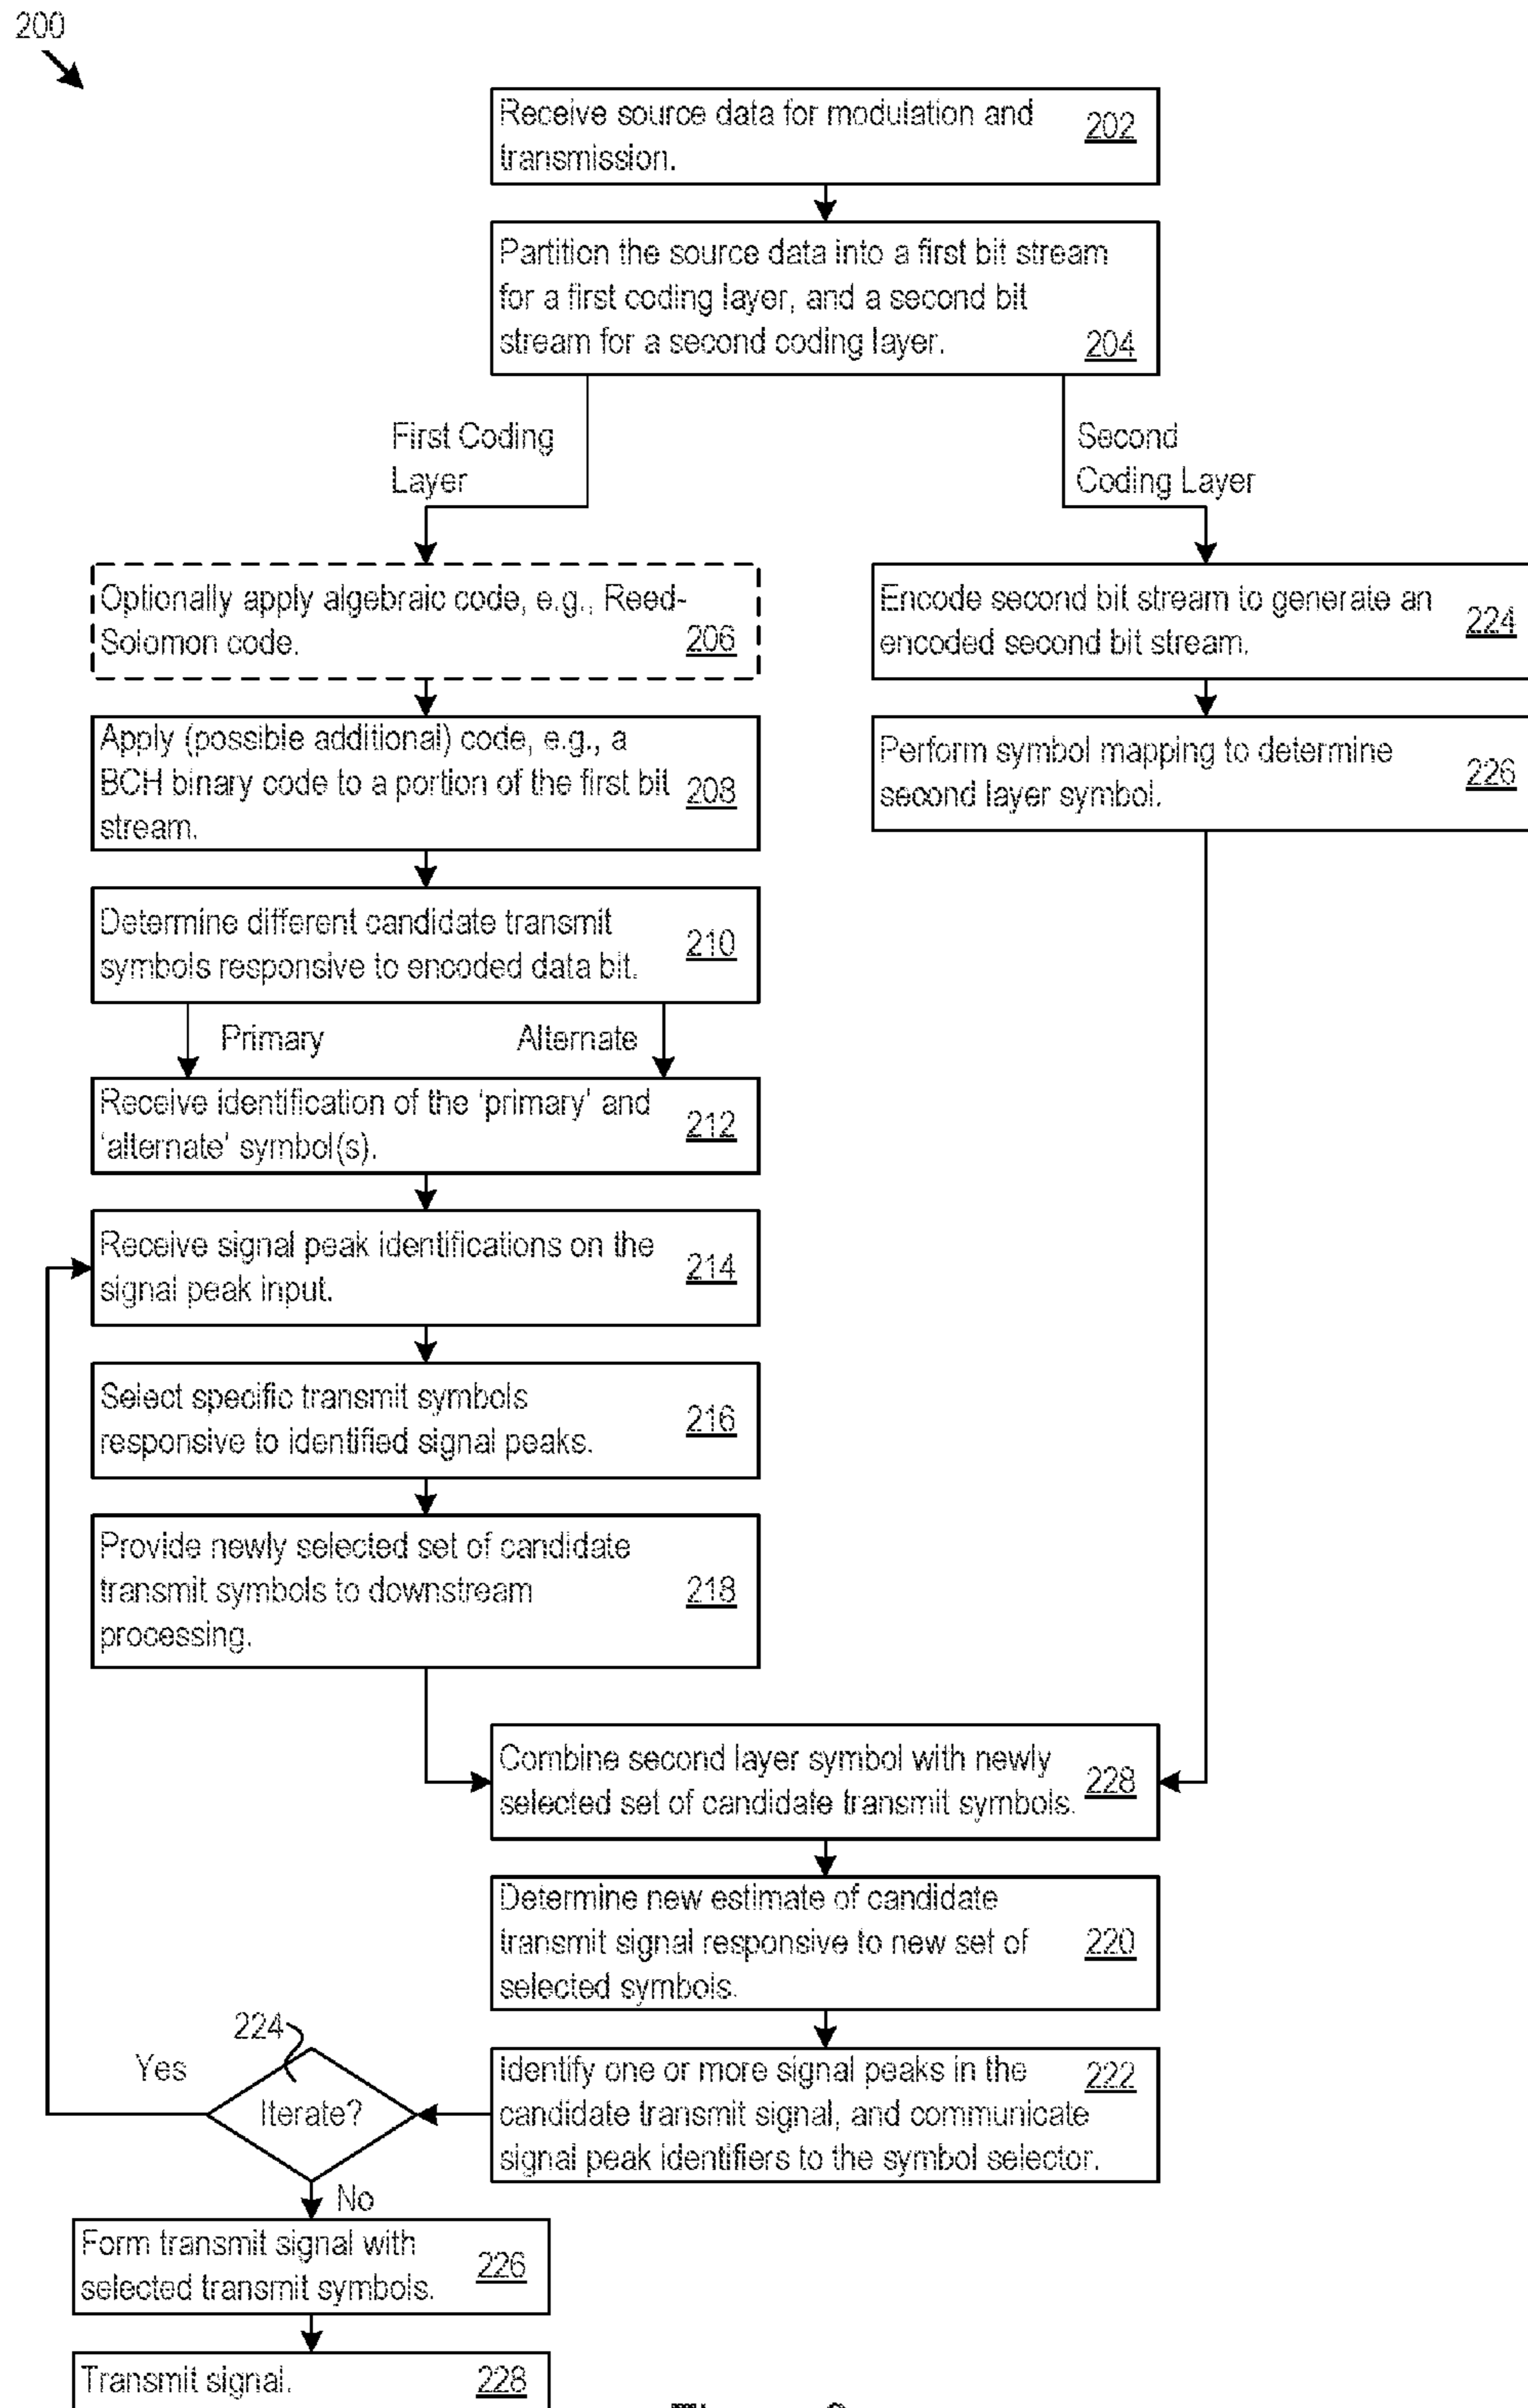 200
Receive source data for modulation and
transmission.
202
Partition the source data into a first bit stream
for a first coding layer, and a second bit
stream for a second coding layer.
204
First Coding
Layer
Second
Coding Layer
Optionally apply algebraic code, e.g., Reed-
Solomon code.
206
Encode second bit stream to generate an
encoded second bit stream.
224
Apply (possible additional) code, e.g., a
BCH binary code to a portion of the first bit
stream.
208
Perform symbol mapping to determine
second layer symbol.
226
Determine different candidate transmit
symbols responsive to encoded data bit.
210
Primary
Alternate
Receive identification of the 'primary' and
'alternate' symbol(s).
212
Receive signal peak identifications on the
signal peak input.
214
Select specific transmit symbols
responsive to identified signal peaks.
216
Provide newly selected set of candidate
transmit symbols to downstream
processing.
218
Combine second layer symbol with newly
selected set of candidate transmit symbols.
228
Determine new estimate of candidate
transmit signal responsive to new set of
selected symbols.
220
Identify one or more signal peaks in the
candidate transmit signal, and communicate
signal peak identifiers to the symbol selector.
222
224
Yes
Iterate?
No
Form transmit signal with
selected transmit symbols.
226
Transmit signal.
228